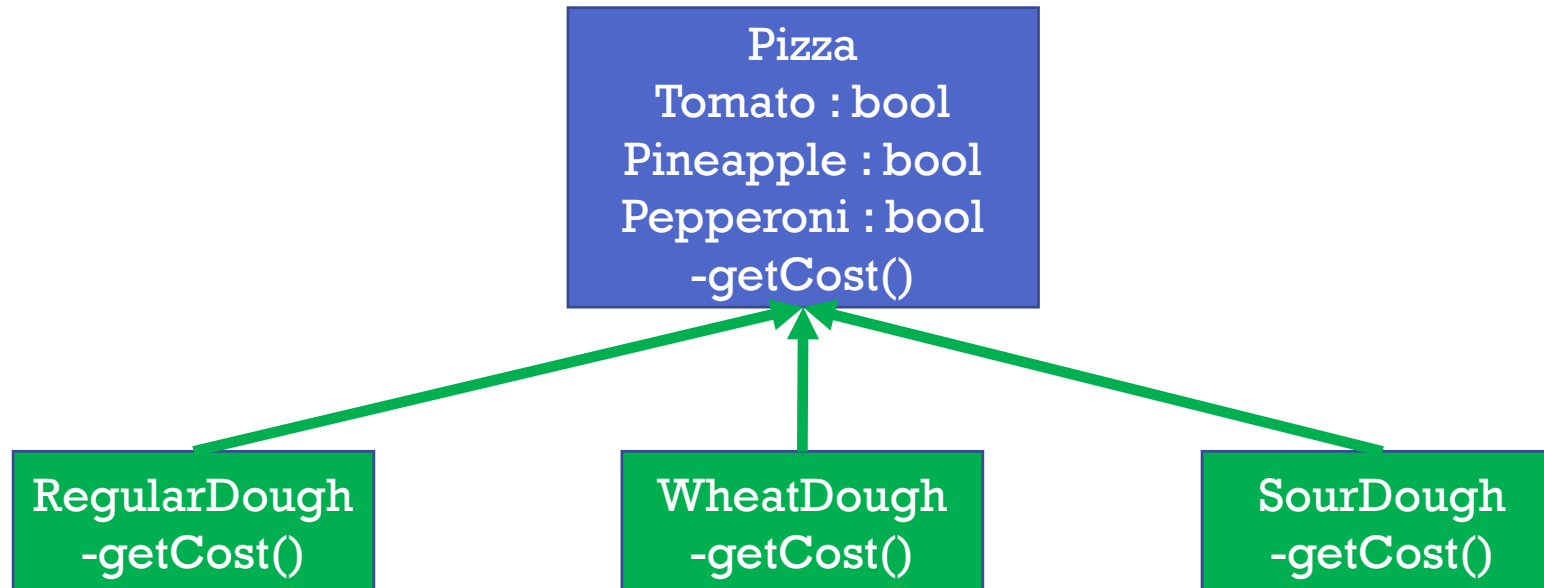 Pizza
Tomato : bool
Pineapple : bool
Pepperoni : bool
-getCost()
RegularDough
-getCost()
WheatDough
-getCost()
SourDough
-getCost()